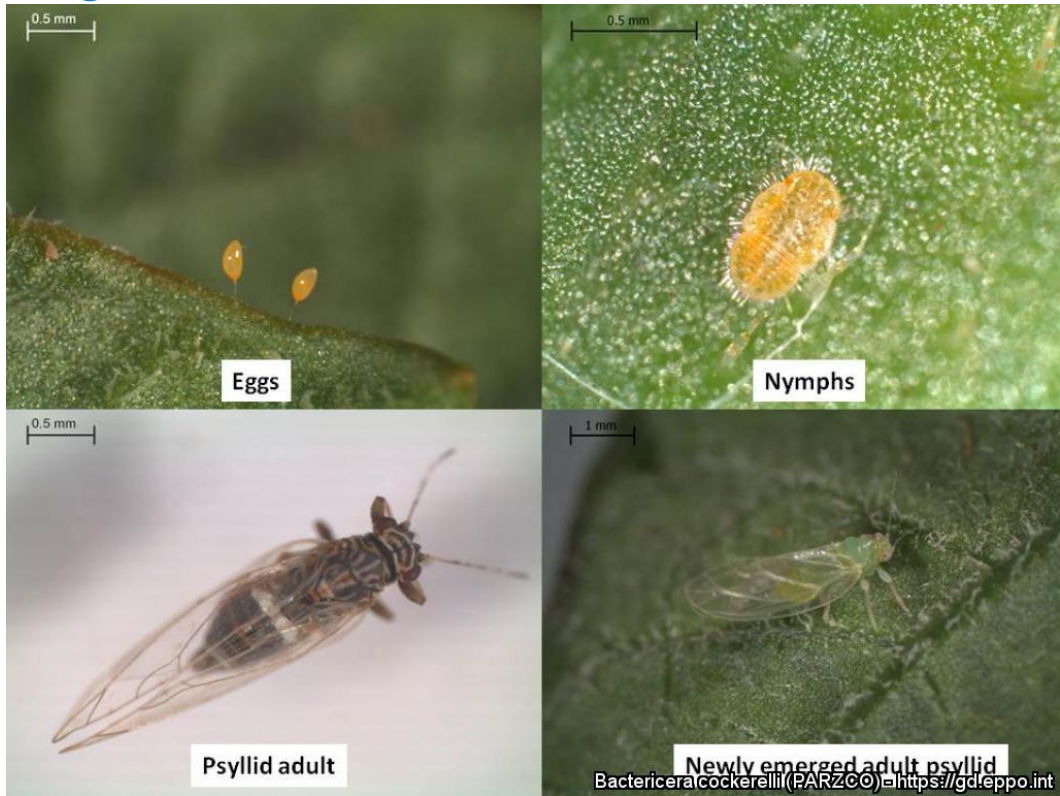 0.5 mm
0.5 mm
Eggs
Nymphs
0.5 mm
1 mm
Psyllid adult
Newly emerged adult psyllid
Bactericera cockerelli (PARZCO) - https://gd.eppo.int